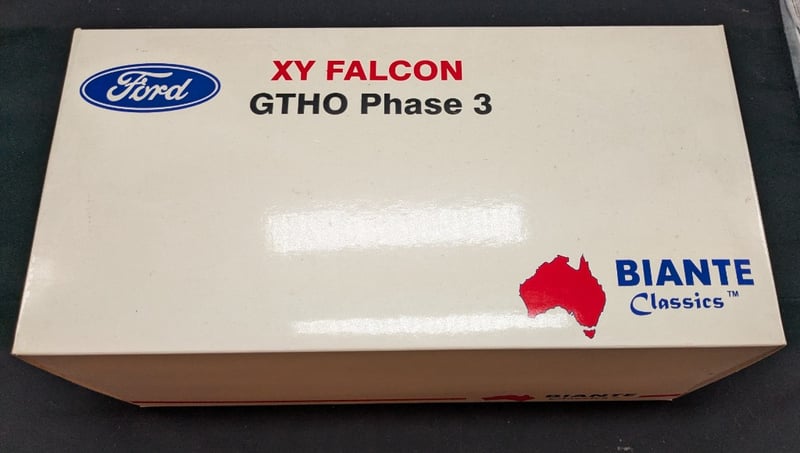 Ford
XY FALCON
GTHO Phase 3
BIANTE
Classics™
BIANTE